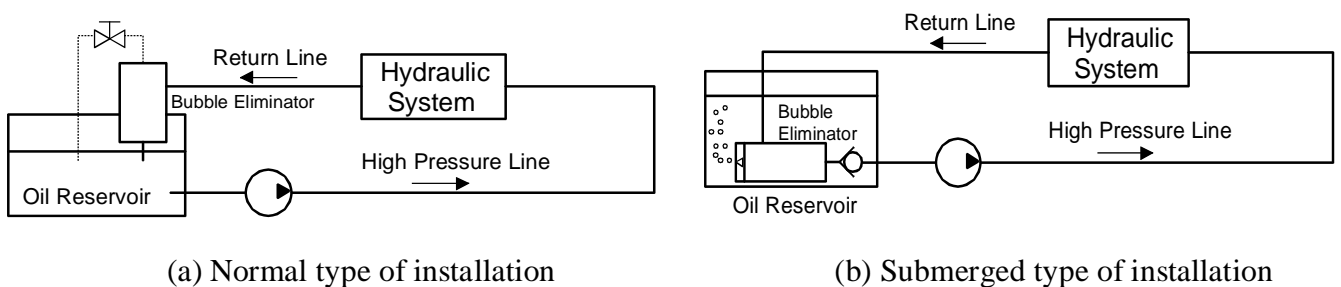 Return Line
Hydraulic
System
Bubble Eliminator
High Pressure Line
Oil Reservoir
(a) Normal type of installation
Return Line
Hydraulic
System
Bubble
Eliminator
High Pressure Line
Oil Reservoir
(b) Submerged type of installation